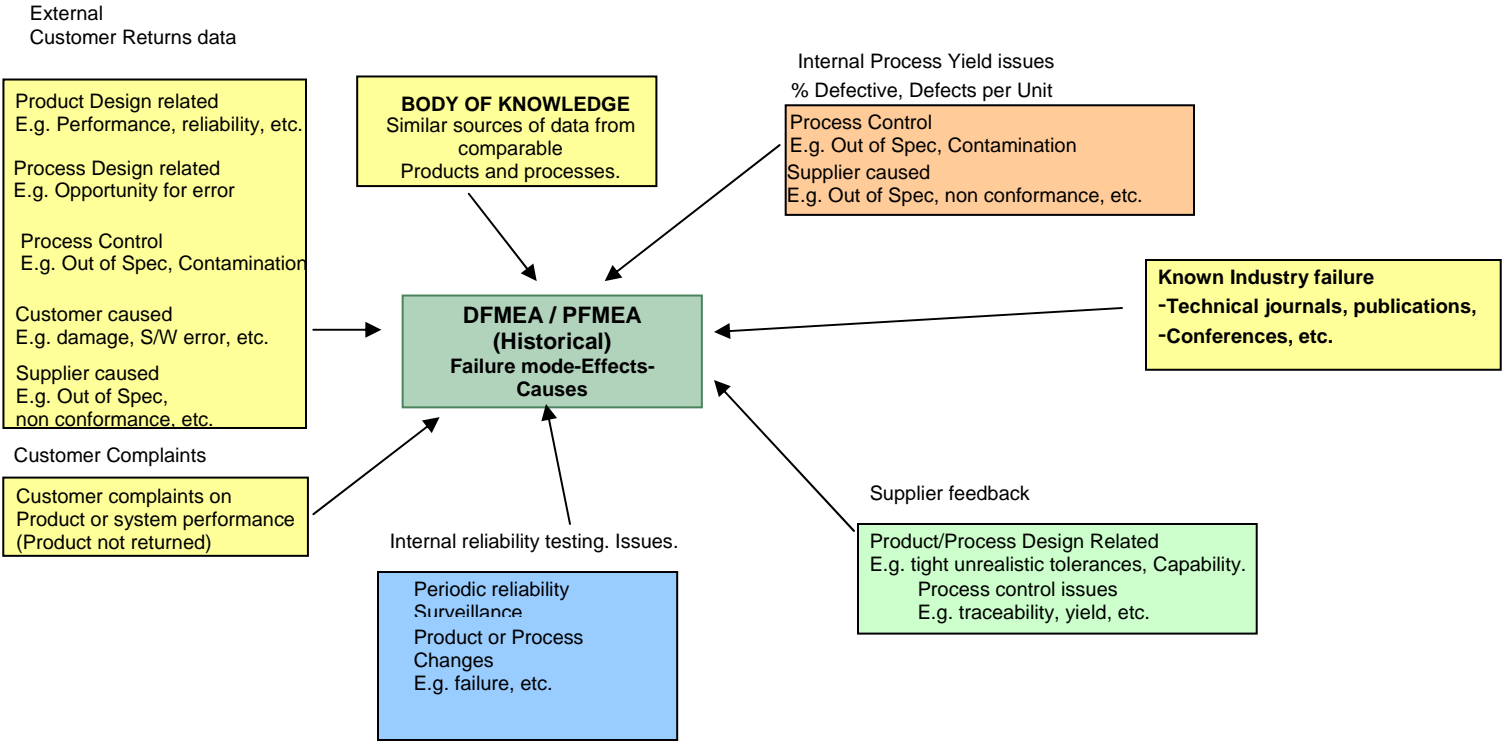 External
Customer Returns data
Product Design related
E.g. Performance, reliability, etc.
Process Design related
E.g. Opportunity for error
Process Control
E.g. Out of Spec, Contamination
Customer caused
E.g. damage, S/W error, etc.
Supplier caused
E.g. Out of Spec,
non conformance, etc.
Customer Complaints
Customer complaints on
Product or system performance
(Product not returned)
BODY OF KNOWLEDGE
Similar sources of data from
comparable
Products and processes.
Internal Process Yield issues
% Defective, Defects per Unit
Process Control
E.g. Out of Spec, Contamination
Supplier caused
E.g. Out of Spec, non conformance, etc.
DFMEA / PFMEA
(Historical)
Failure mode-Effects-
Causes
Known Industry failure
-Technical journals, publications,
-Conferences, etc.
Internal reliability testing. Issues.
Periodic reliability
Surveillance
Product or Process
Changes
E.g. failure, etc.
Supplier feedback
Product/Process Design Related
E.g. tight unrealistic tolerances, Capability.
Process control issues
E.g. traceability, yield, etc.